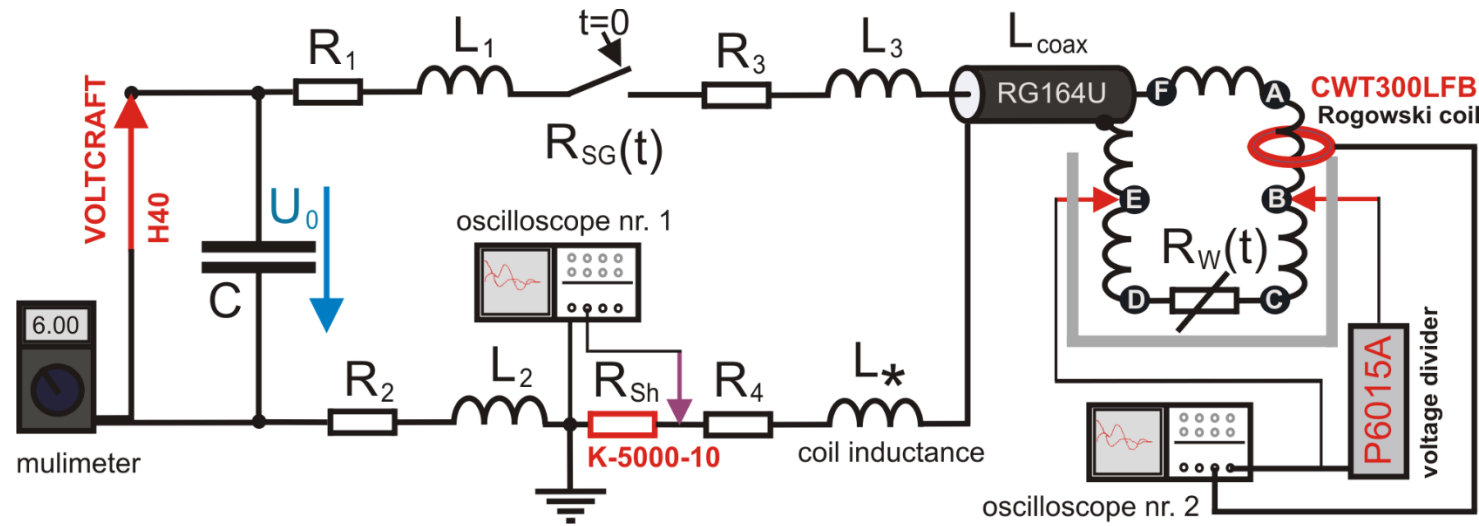 t=0
R1
L1
R3
L3
Lcoax
RG164U
F
A
CWT300LFB
Rogowski coil
RSG(t)
VOLTCRAFT
H40
U0
C
oscilloscope nr. 1
E
B
RW(t)
D
C
6.00
mulimeter
R2
L2
RSh
K-5000-10
R4
L*
coil inductance
P6015A
voltage divider
oscilloscope nr. 2